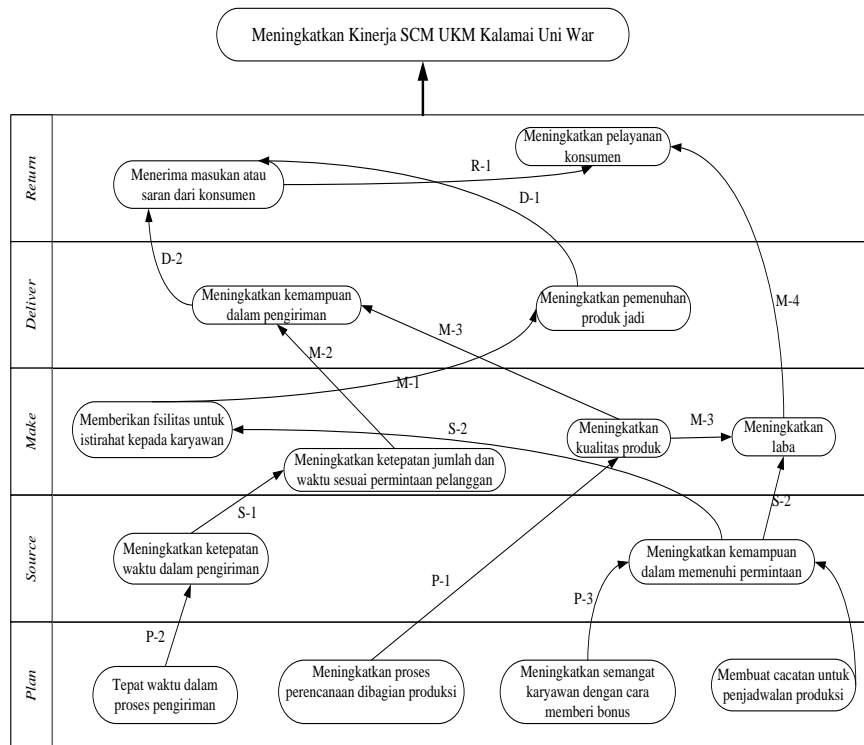 Meningkatkan Kinerja SCM UKM Kalamai Uni War
Return
Meningkatkan pelayanan
konsumen
Menerima masukan atau
saran dari konsumen
R-1
D-1
D-2
Deliver
Meningkatkan kemampuan
dalam pengiriman
Meningkatkan pemenuhan
produk jadi
M-4
M-3
M-2
M-1
Make
Memberikan fsilitas untuk
istirahat kepada karyawan
S-2
Meningkatkan
kualitas produk
M-3
Meningkatkan
laba
Meningkatkan ketepatan jumlah dan
waktu sesuai permintaan pelanggan
S-1
S-2
Source
Meningkatkan ketepatan
waktu dalam pengiriman
Meningkatkan kemampuan
dalam memenuhi permintaan
P-1
P-3
P-2
Plan
Tepat waktu dalam
proses pengiriman
Meningkatkan proses
perencanaan dibagian produksi
Meningkatkan semangat
karyawan dengan cara
memberi bonus
Membuat cacatan untuk
penjadwalan produksi